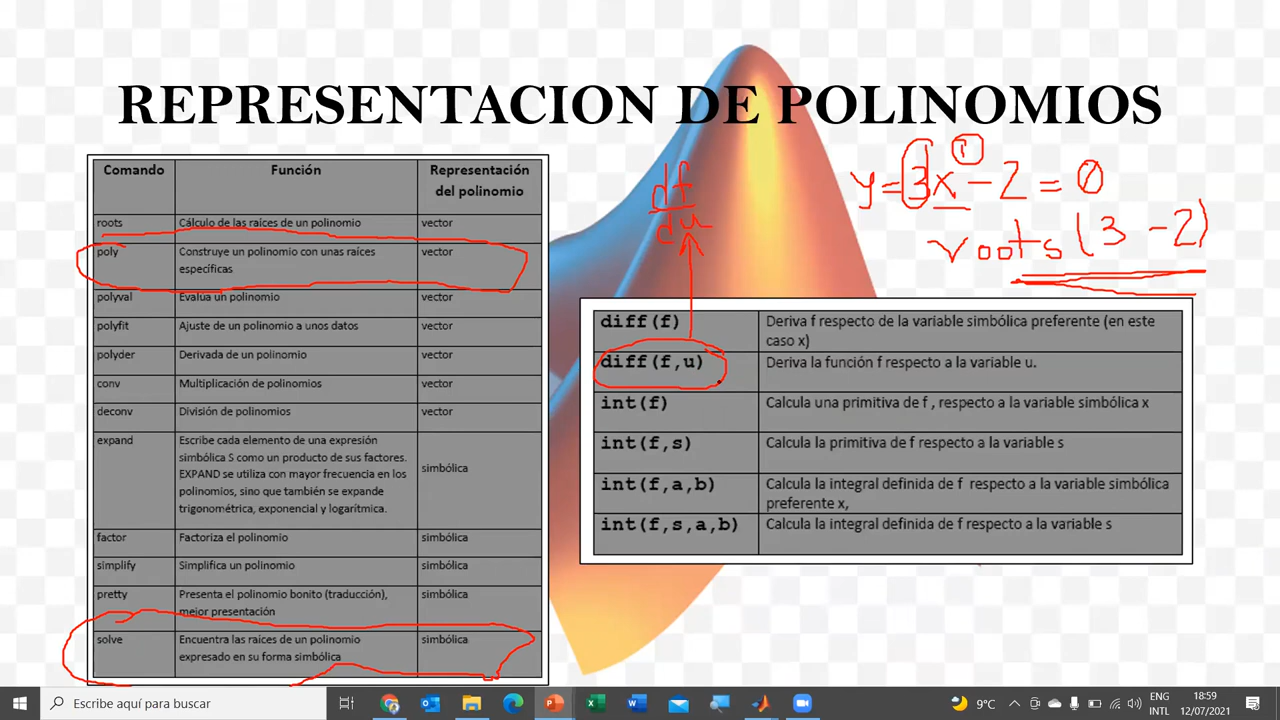 REPRESENTACION DE POLINOMIOS
Comando Función Representación
del polinomio
roots Cálculo de las raíces de un polinomio vector
poly Construye un polinomio con unas raíces vector
específicas
polyval Evalúa un polinomio vector
polyfit Ajuste de un polinomio a unos datos vector
polyder Derivada de un polinomio vector
conv Multiplicación de polinomios vector
deconv División de polinomios vector
expand Escribe cada elemento de una expresión
simbólica S como un producto de sus factores.
EXPAND se utiliza con mayor frecuencia en los simbólica
polinomios, sino que también se expande
trigonométrica, exponencial y logarítmica.
factor Factoriza el polinomio simbólica
simplify Simplifica un polinomio simbólica
pretty Presenta el polinomio bonito (traducción), simbólica
mejor presentación
solve Encuentra las raices de un polinomio simbólica
expresado en su forma simbólica
df
du
y=3x¹-2=0
roots(3 -2)
diff(f) Deriva f respecto de la variable simbólica preferente (en este
caso x)
diff(f,u) Deriva la función f respecto a la variable u.
int(f) Calcula una primitiva de f , respecto a la variable simbólica x
int(f,s) Calcula la primitiva de f respecto a la variable s
int(f,a,b) Calcula la integral definida de f respecto a la variable simbólica
preferente x,
int(f,s,a,b) Calcula la integral definida de f respecto a la variable s
Escribe aquí para buscar
9°C
ENG
INTL
18:59
12/07/2021